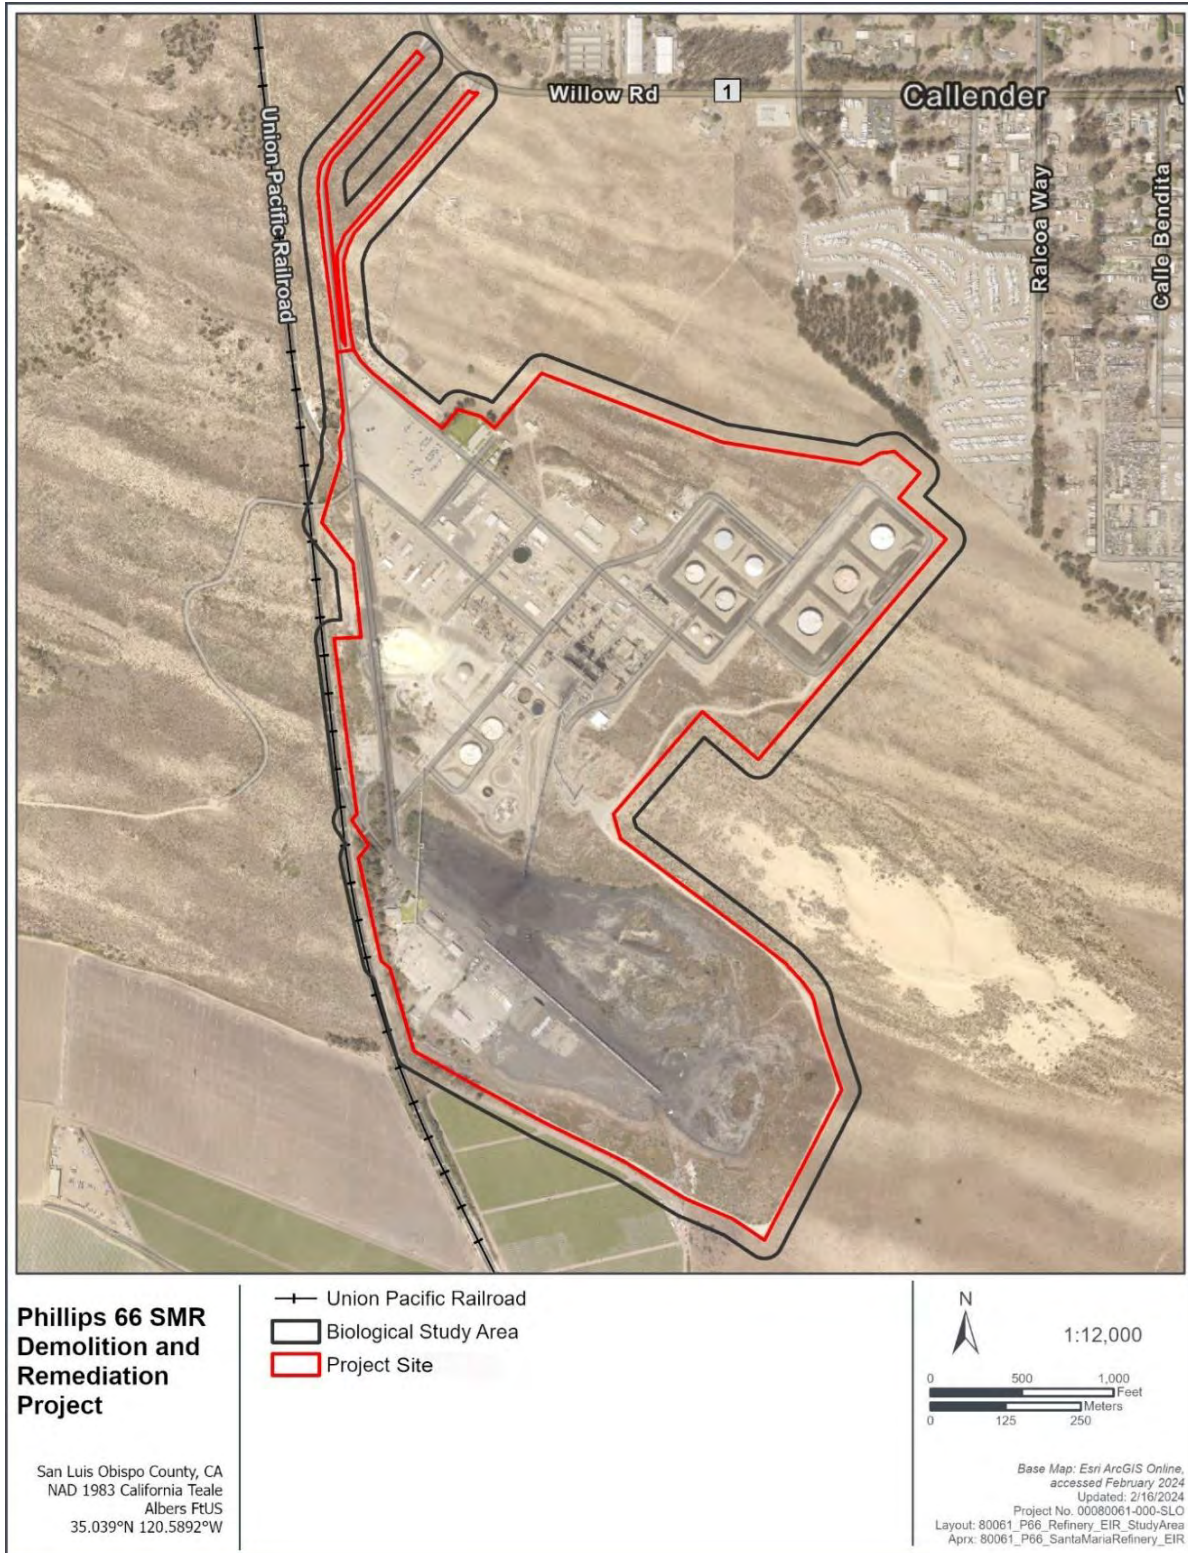 Willow Rd
1
Callender
Union Pacific Railroad
Ralcoa Way
Calle Bendita
Phillips 66 SMR
Demolition and
Remediation
Project
San Luis Obispo County, CA
NAD 1983 California Teale
Albers FtUS
35.039°N 120.5892°W
Union Pacific Railroad
Biological Study Area
Project Site
N
1:12,000
0 500 1,000
Feet
Meters
0 125 250
Base Map: Esri ArcGIS Online,
accessed February 2024
Updated: 2/16/2024
Project No. 00080061-000-SLO
Layout: 80061_P66_Refinery_EIR_StudyArea
Aprx: 80061_P66_SantaMariaRefinery_EIR